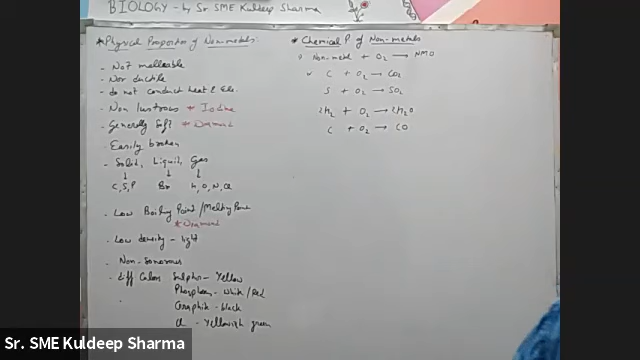 BIOLOGY - by Sr. SME Kuldeep Sharma
* Physical Properties of Non-metals:
- Not malleable
- Non ductile
- do not conduct heat & Ele.
- Non lustrous * Iodine
- Generally Soft * Diamond
- Easily broken
- Solid, Liquid, Gas
↓ ↓ ↓
C, S, P Br H, O, N, Cl
- Low Boiling Point / Melting Point
* Diamond
- Low density - light
- Non-sonorous
- diff Colors Sulphur - Yellow
Phosphorus - White / Red
Graphite - black
Cl - Yellowish green
* Chemical P of Non-metals
Non-metal + O2 → NMO
C + O2 → CO2
S + O2 → SO2
2H2 + O2 → 2H2O
C + O2 → CO
Sr. SME Kuldeep Sharma